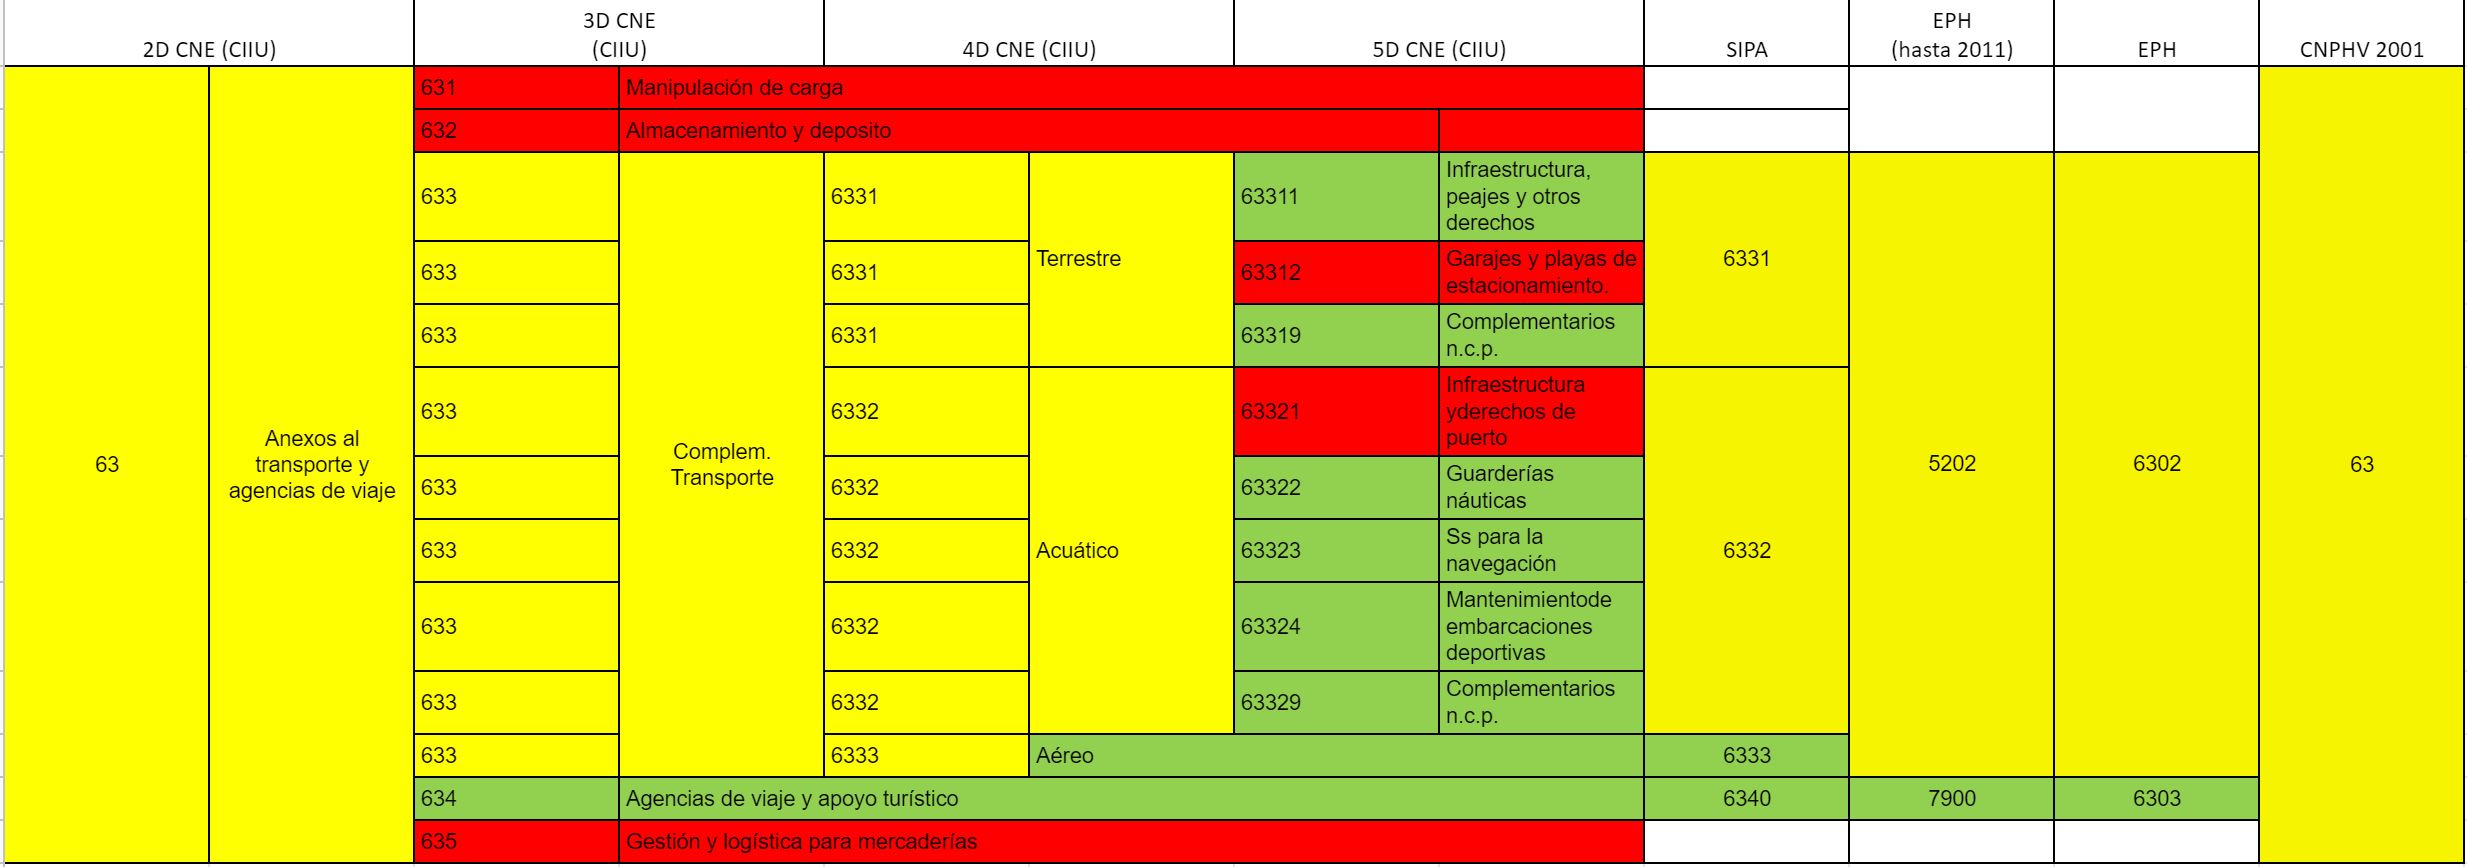 2D CNE (CIIU)
3D CNE
(CIIU)
4D CNE (CIIU)
5D CNE (CIIU)
SIPA
EPH
(hasta 2011)
EPH
CNPHV 2001
63
Anexos al
transporte y
agencias de viaje
631
Manipulación de carga
632
Almacenamiento y deposito
633
Complem.
Transporte
6331
Terrestre
63311
Infraestructura,
peajes y otros
derechos
6331
5202
6302
63
633
6331
63312
Garajes y playas de
estacionamiento.
633
6331
63319
Complementarios
n.c.p.
633
6332
Acuático
63321
Infraestructura
yderechos de
puerto
6332
633
6332
63322
Guarderías
náuticas
633
6332
63323
Ss para la
navegación
633
6332
63324
Mantenimientode
embarcaciones
deportivas
633
6332
63329
Complementarios
n.c.p.
633
6333
Aéreo
6333
634
Agencias de viaje y apoyo turístico
6340
7900
6303
635
Gestión y logística para mercaderías